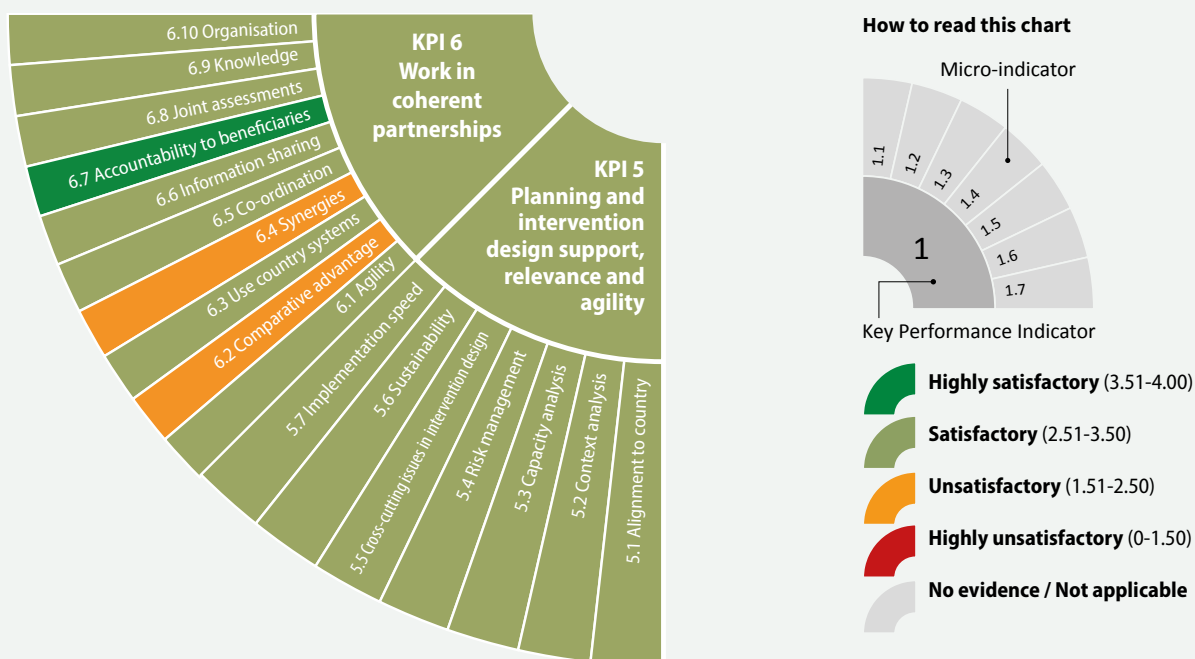 6.10 Organisation
6.9 Knowledge
6.8 Joint assessments
6.7 Accountability to beneficiaries
6.6 Information sharing
6.5 Co-ordination
6.4 Synergies
6.3 Use country systems
6.2 Comparative advantage
6.1 Agility
KPI 6
Work in
coherent
partnerships
KPI 5
Planning and
intervention
design support,
relevance and
agility
5.7 Implementation speed
5.6 Sustainability
5.5 Cross-cutting issues in intervention design
5.4 Risk management
5.3 Capacity analysis
5.2 Context analysis
5.1 Alignment to country
How to read this chart
Micro-indicator
1.1
1.2
1.3
1.4
1.5
1.6
1.7
1
Key Performance Indicator
Highly satisfactory (3.51-4.00)
Satisfactory (2.51-3.50)
Unsatisfactory (1.51-2.50)
Highly unsatisfactory (0-1.50)
No evidence / Not applicable